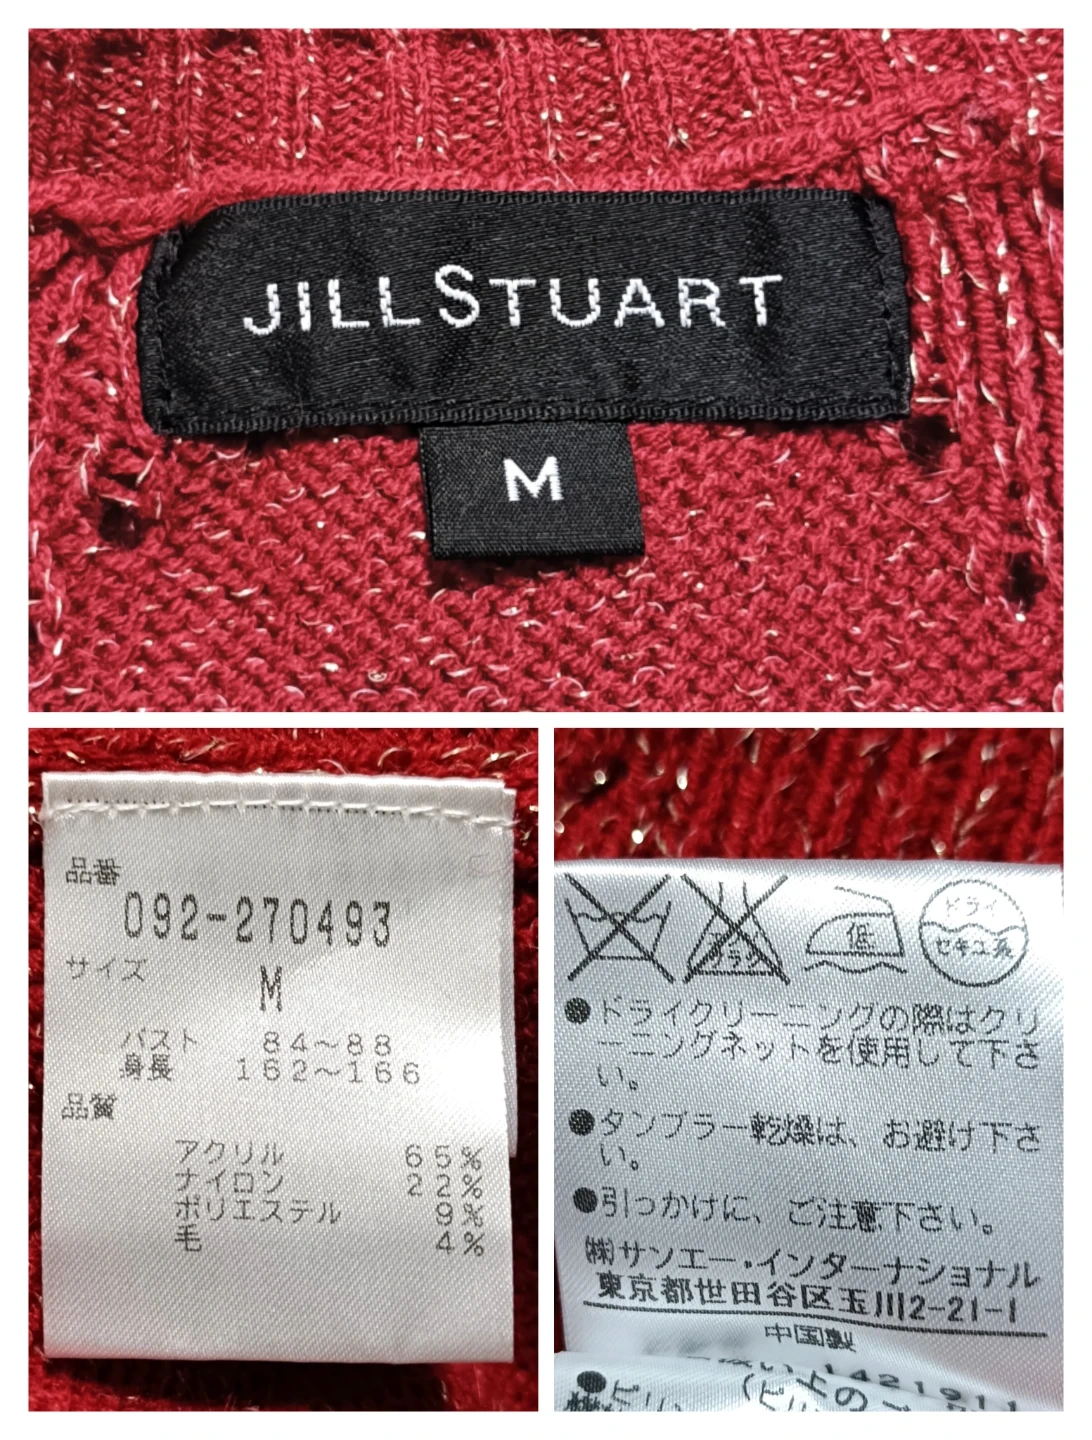 JILLSTUART
M
品番
092-270493
サイズ
M
バスト 84～88
身長 162～166
品質
アクリル 65%
ナイロン 22%
ポリエステル 9%
毛 4%
低
ドライ
セキユ系
●ドライクリーニングの際はクリ
ーニングネットを使用して下さ
い。
●タンブラー乾燥は、お避け下さ
い。
●引っかけに、ご注意下さい。
(株)サンエー・インターナショナル
東京都世田谷区玉川2-21-1
中国製